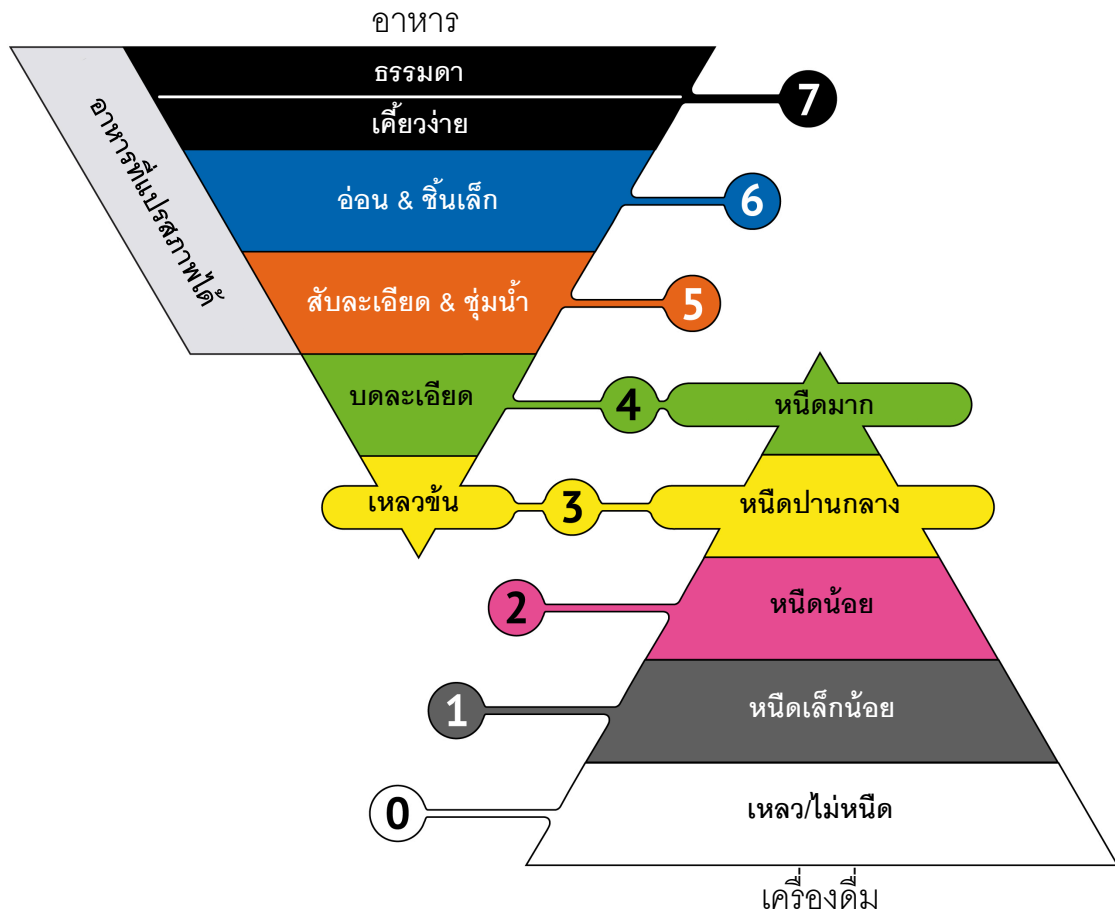 อาหาร
ธรรมดา
7
เคี้ยวง่าย
อาหารที่แปรสภาพได้
อ่อน & ชิ้นเล็ก
6
สับละเอียด & ชุ่มน้ำ
5
บดละเอียด
4
หนืดมาก
เหลวข้น
3
หนืดปานกลาง
2
หนืดน้อย
1
หนืดเล็กน้อย
0
เหลว/ไม่หนืด
เครื่องดื่ม